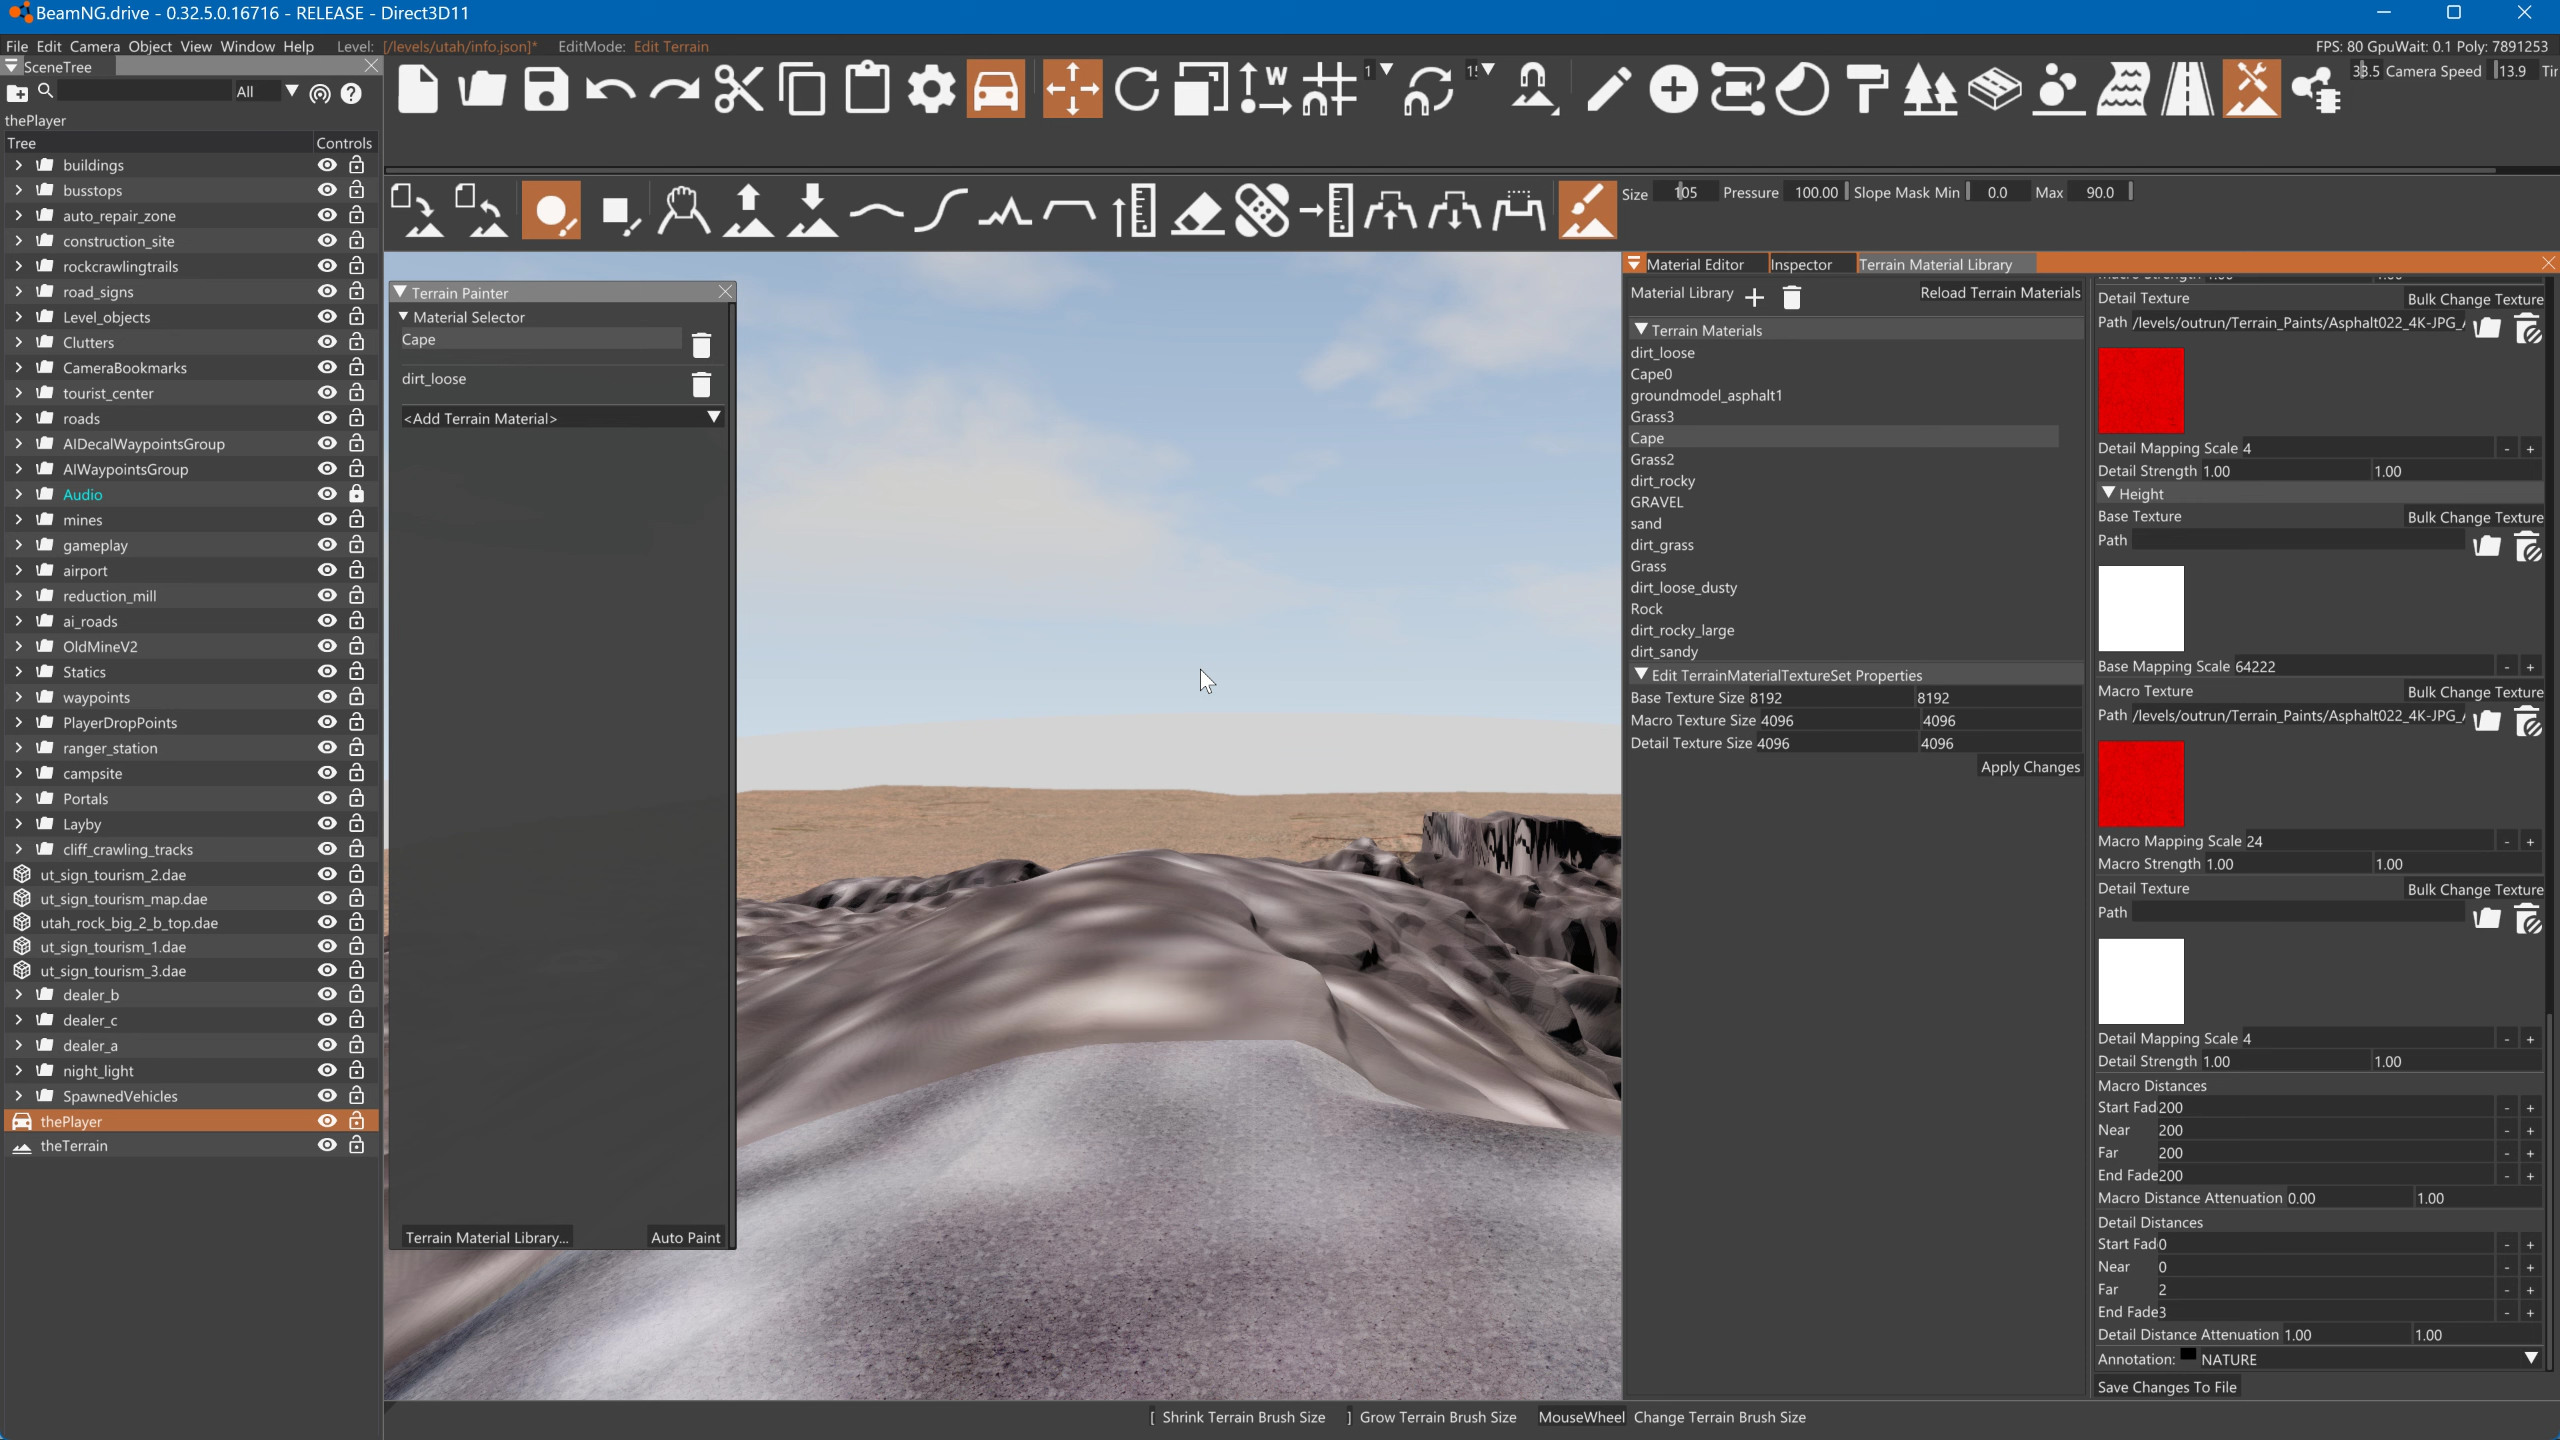 BeamNG.drive - 0.32.5.0.16716 - RELEASE - Direct3D11
File Edit Camera Object View Window Help Level: [/levels/utah/info.json]* EditMode: Edit Terrain
FPS: 80 GpuWait: 0.1 Poly: 7891253
SceneTree
All
thePlayer
Tree Controls
buildings
busstops
auto_repair_zone
construction_site
rockcrawlingtrails
road_signs
Level_objects
Clutters
CameraBookmarks
tourist_center
roads
AIDecalWaypointsGroup
AIWaypointsGroup
Audio
mines
gameplay
airport
reduction_mill
ai_roads
OldMineV2
Statics
waypoints
PlayerDropPoints
ranger_station
campsite
Portals
Layby
cliff_crawling_tracks
ut_sign_tourism_2.dae
ut_sign_tourism_map.dae
utah_rock_big_2_b_top.dae
ut_sign_tourism_1.dae
ut_sign_tourism_3.dae
dealer_b
dealer_c
dealer_a
night_light
SpawnedVehicles
thePlayer
theTerrain
W
1
33.5 Camera Speed 13.9
Size 105 Pressure 100.00 Slope Mask Min 0.0 Max 90.0
Terrain Painter
Material Selector
Cape
dirt_loose
<Add Terrain Material>
Terrain Material Library... Auto Paint
Material Editor Inspector Terrain Material Library
Material Library Reload Terrain Materials
Terrain Materials
dirt_loose
Cape0
groundmodel_asphalt1
Grass3
Cape
Grass2
dirt_rocky
GRAVEL
sand
dirt_grass
Grass
dirt_loose_dusty
Rock
dirt_rocky_large
dirt_sandy
Edit TerrainMaterialTextureSet Properties
Base Texture Size 8192 8192
Macro Texture Size 4096 4096
Detail Texture Size 4096 4096
Apply Changes
Detail Texture Bulk Change Texture
Path /levels/outrun/Terrain_Paints/Asphalt022_4K-JPG_
Detail Mapping Scale 4 - +
Detail Strength 1.00 1.00
Height
Base Texture Bulk Change Texture
Path
Base Mapping Scale 64222 - +
Macro Texture Bulk Change Texture
Path /levels/outrun/Terrain_Paints/Asphalt022_4K-JPG_
Macro Mapping Scale 24 - +
Macro Strength 1.00 1.00
Detail Texture Bulk Change Texture
Path
Detail Mapping Scale 4 - +
Detail Strength 1.00 1.00
Macro Distances
Start Fad 200 - +
Near 200 - +
Far 200 - +
End Fade 200 - +
Macro Distance Attenuation 0.00 1.00
Detail Distances
Start Fad 0 - +
Near 0 - +
Far 2 - +
End Fade 3 - +
Detail Distance Attenuation 1.00 1.00
Annotation: NATURE
Save Changes To File
[ Shrink Terrain Brush Size ] Grow Terrain Brush Size MouseWheel Change Terrain Brush Size